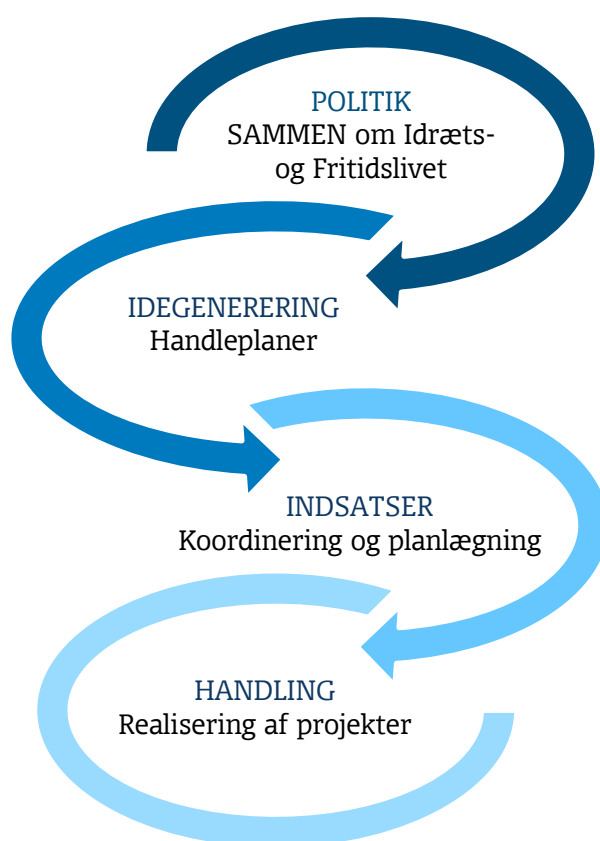 POLITIK
SAMMEN om Idræts-
og Fritidslivet
IDEGENERERING
Handleplaner
INDSATSER
Koordinering og planlægning
HANDLING
Realisering af projekter